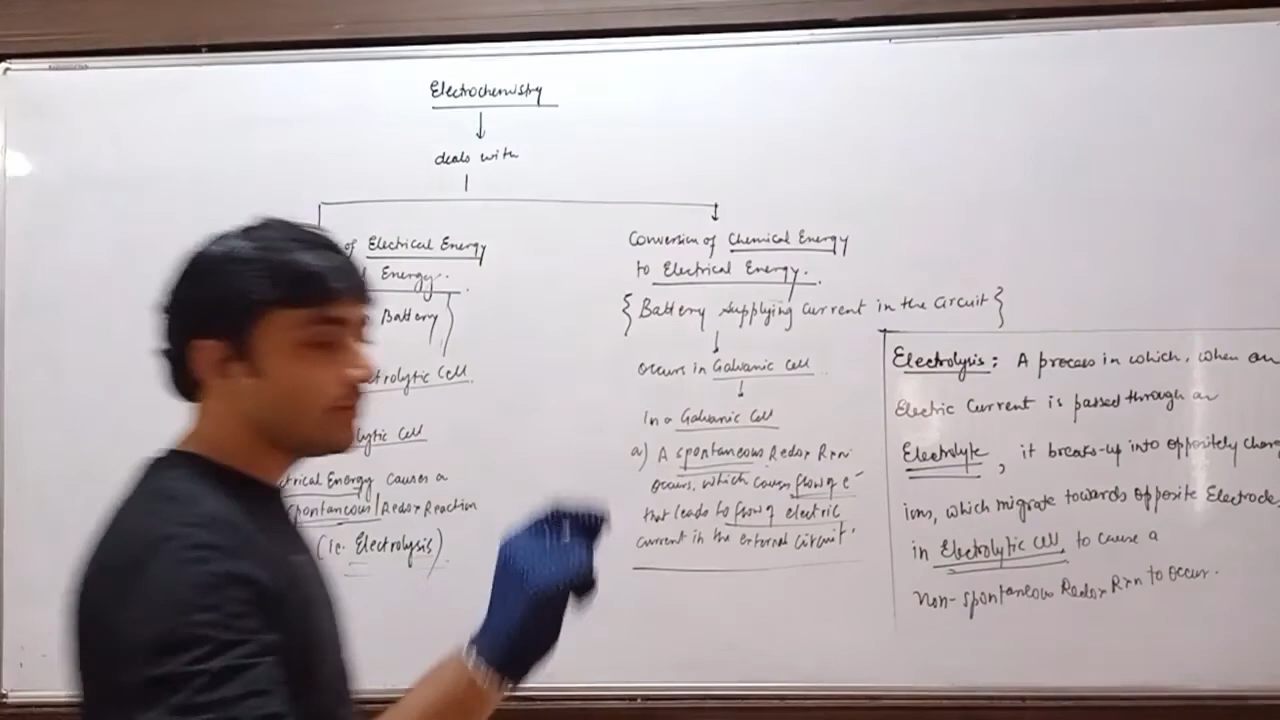 Electrochemistry
deals with
of Electrical Energy
Energy.
Battery
trolytic Cell.
lytic Cell
trical Energy causes a
spontaneous Redox Reaction
(ie. Electrolysis).
Conversion of Chemical Energy
to Electrical Energy.
{Battery supplying current in the circuit}
occurs in Galvanic Cell
In a Galvanic Cell
a) A spontaneous Redox Rxn
occurs, which causes flow of e⁻
that leads to flow of electric
current in the external circuit.
Electrolysis: A process in which, when an
Electric Current is passed through an
Electrolyte, it breaks-up into oppositely charg
ions, which migrate towards opposite Electrode
in Electrolytic cell to cause a
non-spontaneous Redox Rxn to occur.